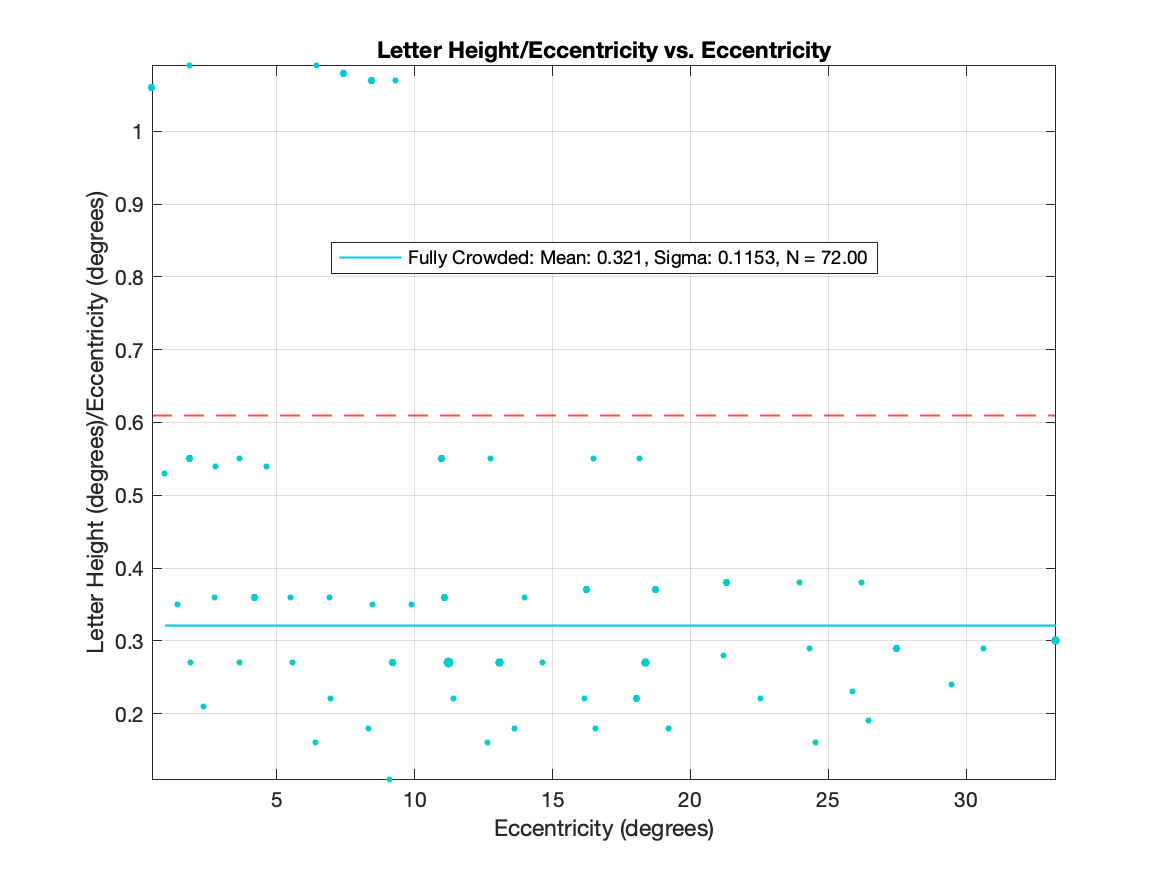 Letter Height/Eccentricity vs. Eccentricity
1
0.9
Fully Crowded: Mean: 0.321, Sigma: 0.1153, N = 72.00
0.8
0.7
0.6
0.5
0.4
0.3
0.2
Letter Height (degrees)/Eccentricity (degrees)
5 10 15 20 25 30
Eccentricity (degrees)